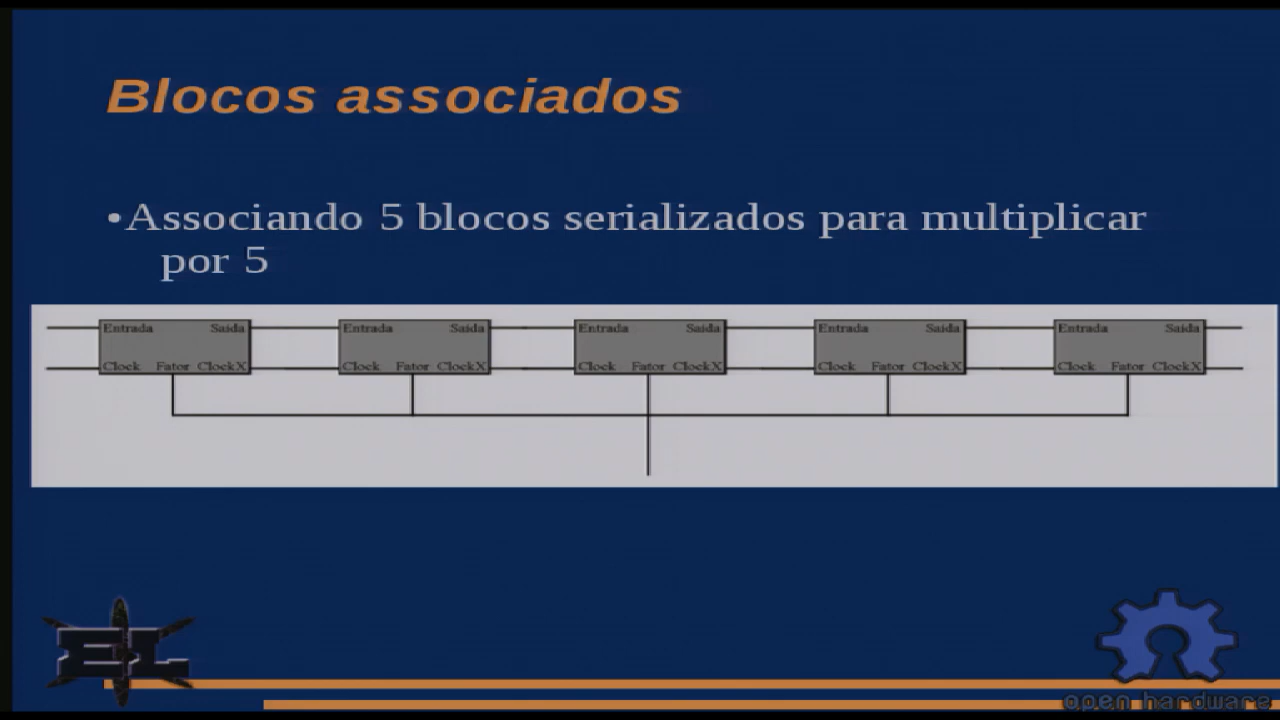 Blocos associados
•Associando 5 blocos serializados para multiplicar
por 5
Entrada Saída Entrada Saída Entrada Saída Entrada Saída Entrada Saída
Clock Fator ClockX Clock Fator ClockX Clock Fator ClockX Clock Fator ClockX Clock Fator ClockX
EL
open hardware